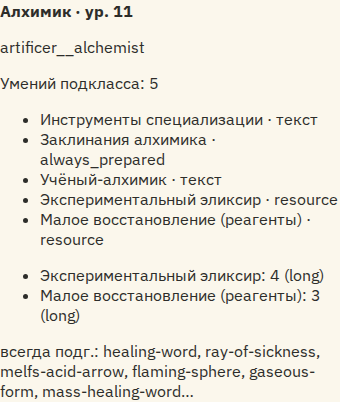 Алхимик · ур. 11
artificer__alchemist
Умений подкласса: 5
• Инструменты специализации · текст
• Заклинания алхимика ·
always_prepared
• Учёный-алхимик · текст
• Экспериментальный эликсир · resource
• Малое восстановление (реагенты) ·
resource
• Экспериментальный эликсир: 4 (long)
• Малое восстановление (реагенты): 3
(long)
всегда подг.: healing-word, ray-of-sickness,
melfs-acid-arrow, flaming-sphere, gaseous-
form, mass-healing-word...